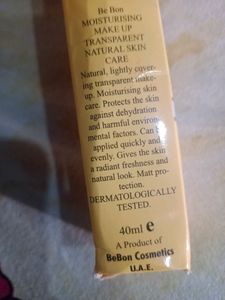 Be Bon
MOISTURISING
MAKE UP
TRANSPARENT
NATURAL SKIN
CARE
Natural, lightly cover-
ing transparent make-
up. Moisturising skin
care. Protects the skin
against dehydration
and harmful environ-
mental factors. Can be
applied quickly and
evenly. Gives the skin
a radiant freshness and
natural look. Matt pro-
tection.
DERMATOLOGICALLY
TESTED.
40ml e
A Product of
BeBon Cosmetics
U.A.E.